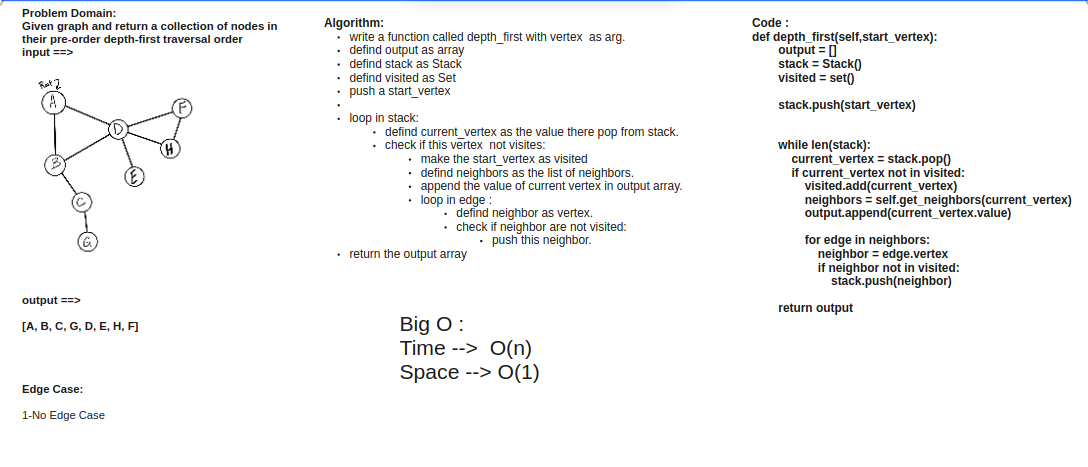 Problem Domain:
Given graph and return a collection of nodes in
their pre-order depth-first traversal order
input ==>
A
B
C
G
D
E
H
F
output ==>
[A, B, C, G, D, E, H, F]
Edge Case:
1-No Edge Case
Algorithm:
• write a function called depth_first with vertex as arg.
• defind output as array
• defind stack as Stack
• defind visited as Set
• push a start_vertex
•
• loop in stack:
• defind current_vertex as the value there pop from stack.
• check if this vertex not visites:
• make the start_vertex as visited
• defind neighbors as the list of neighbors.
• append the value of current vertex in output array.
• loop in edge :
• defind neighbor as vertex.
• check if neighbor are not visited:
• push this neighbor.
• return the output array
Big O :
Time --> O(n)
Space --> O(1)
Code :
def depth_first(self,start_vertex):
output = []
stack = Stack()
visited = set()
stack.push(start_vertex)
while len(stack):
current_vertex = stack.pop()
if current_vertex not in visited:
visited.add(current_vertex)
neighbors = self.get_neighbors(current_vertex)
output.append(current_vertex.value)
for edge in neighbors:
neighbor = edge.vertex
if neighbor not in visited:
stack.push(neighbor)
return output